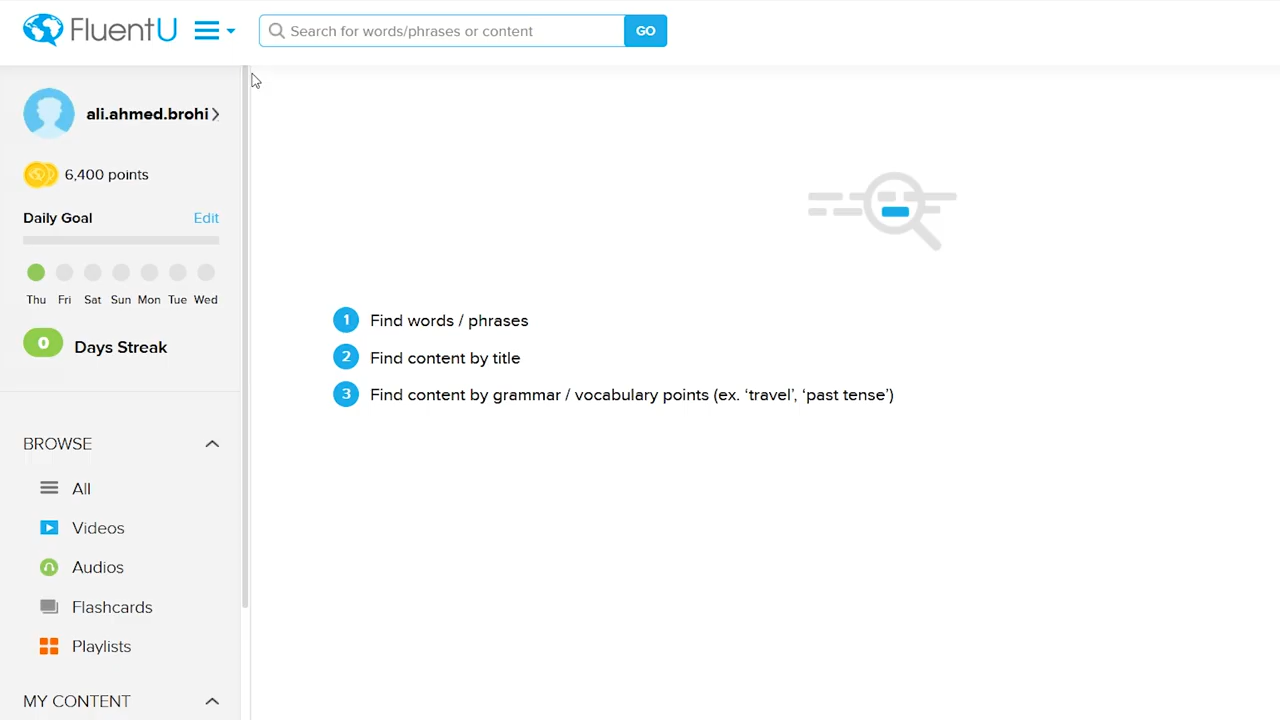 FluentU
Search for words/phrases or content
GO
ali.ahmed.brohi
6,400 points
Daily Goal
Edit
Thu Fri Sat Sun Mon Tue Wed
0 Days Streak
BROWSE
All
Videos
Audios
Flashcards
Playlists
MY CONTENT
1 Find words / phrases
2 Find content by title
3 Find content by grammar / vocabulary points (ex. ‘travel’, ‘past tense’)